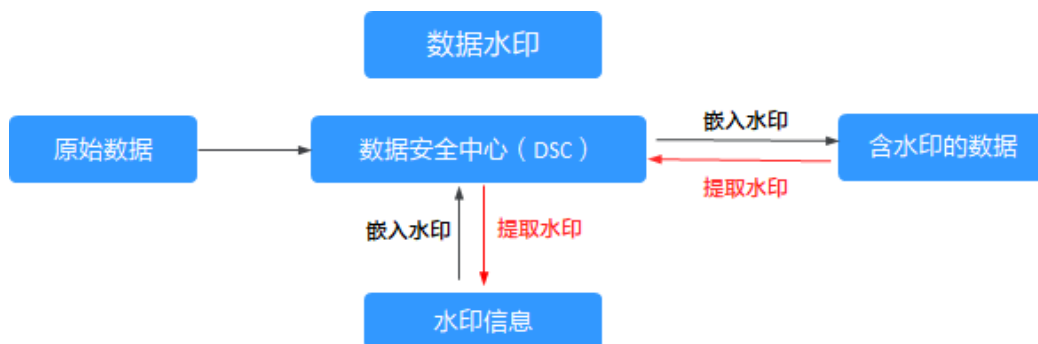 数据水印
原始数据
数据安全中心（DSC）
嵌入水印
含水印的数据
提取水印
嵌入水印
提取水印
水印信息